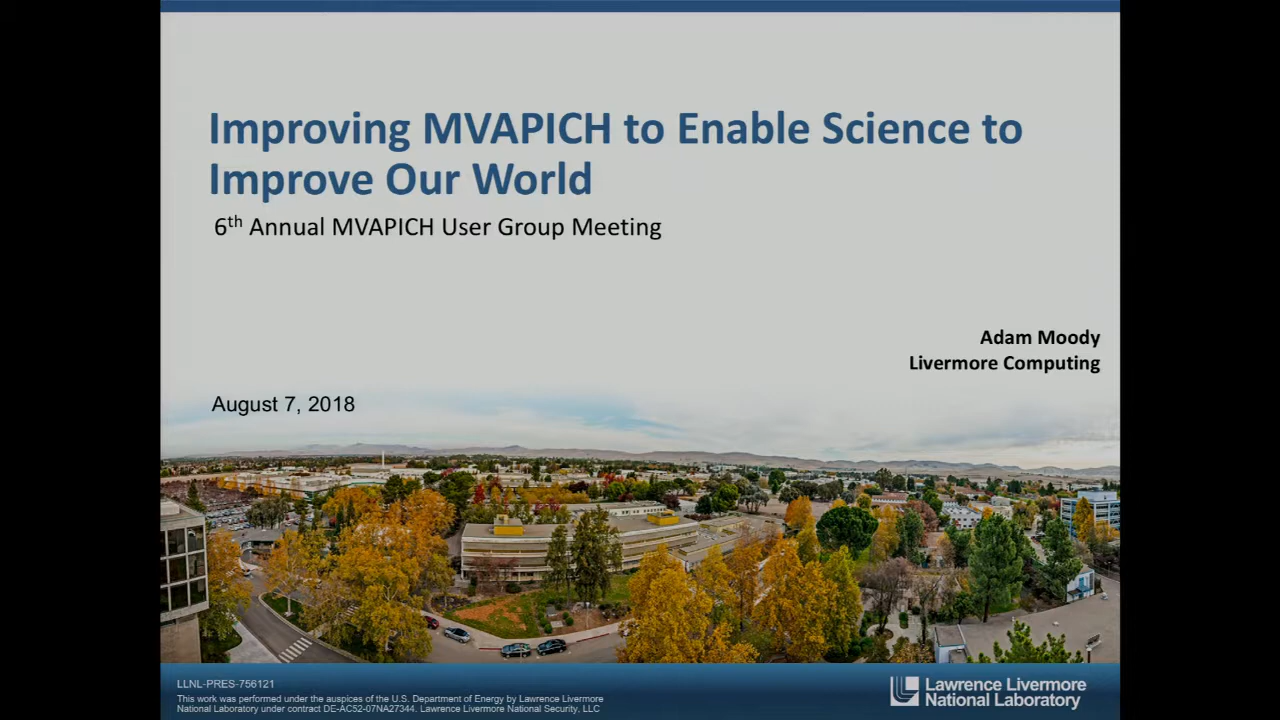 Improving MVAPICH to Enable Science to
Improve Our World
6th Annual MVAPICH User Group Meeting
Adam Moody
Livermore Computing
August 7, 2018
LLNL-PRES-756121
This work was performed under the auspices of the U.S. Department of Energy by Lawrence Livermore
National Laboratory under contract DE-AC52-07NA27344. Lawrence Livermore National Security, LLC
Lawrence Livermore
National Laboratory